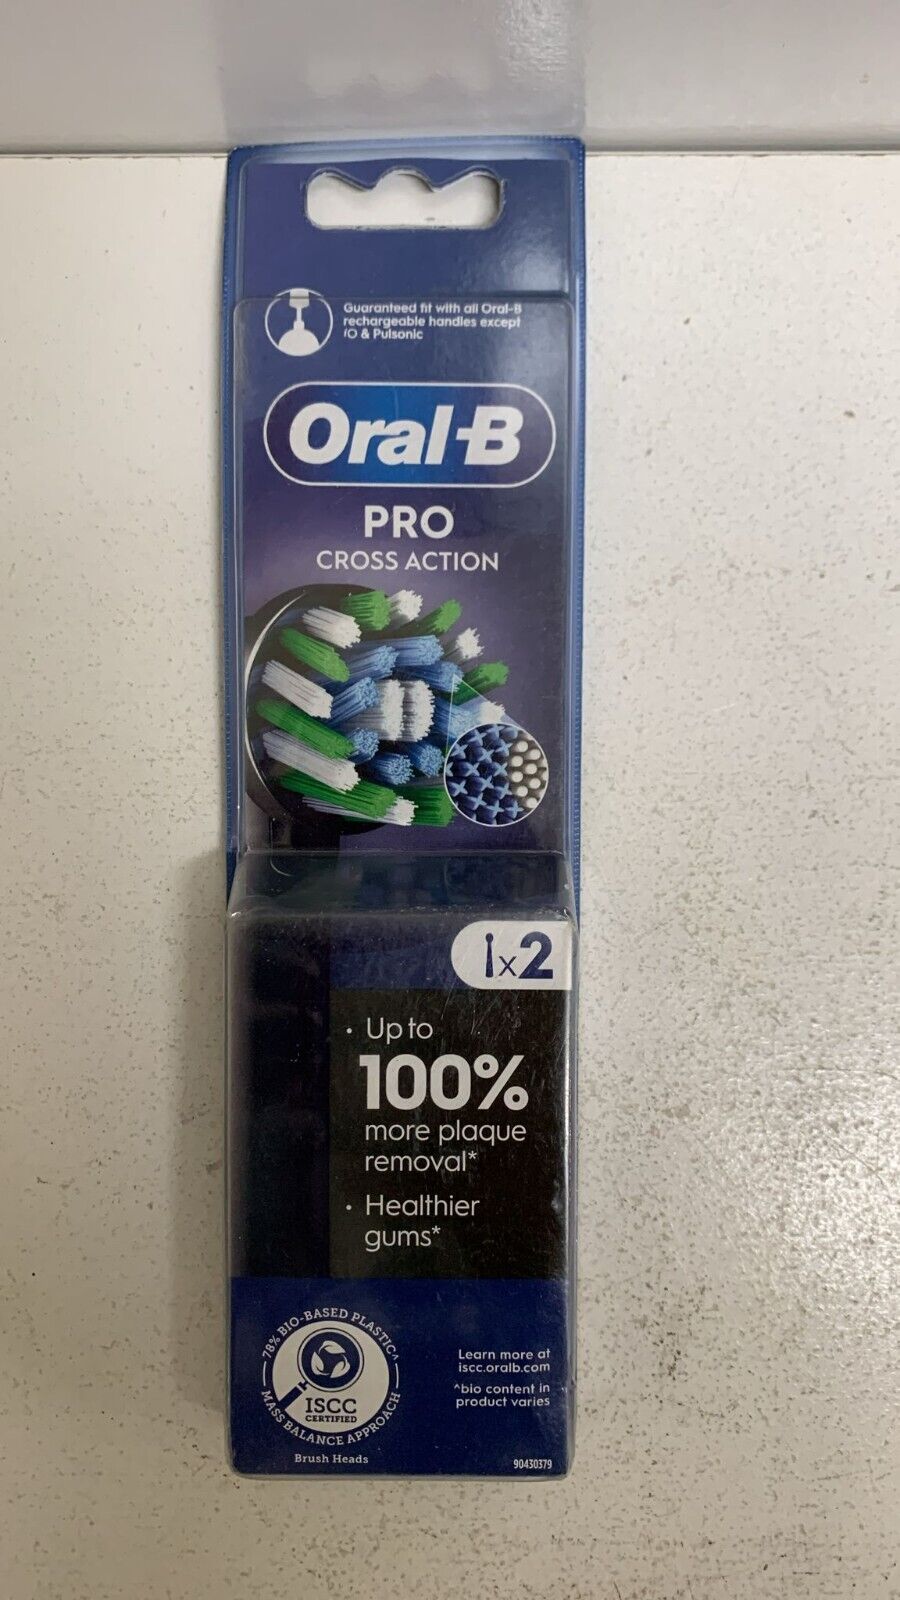 Guaranteed fit with all Oral-B
rechargeable handles except
iO & Pulsonic
Oral-B
PRO
CROSS ACTION
x2
· Up to
100%
more plaque
removal*
· Healthier
gums*
78% BIO-BASED PLASTIC^
ISCC
CERTIFIED
MASS BALANCE APPROACH
Brush Heads
Learn more at
iscc.oralb.com
^bio content in
product varies
90430379